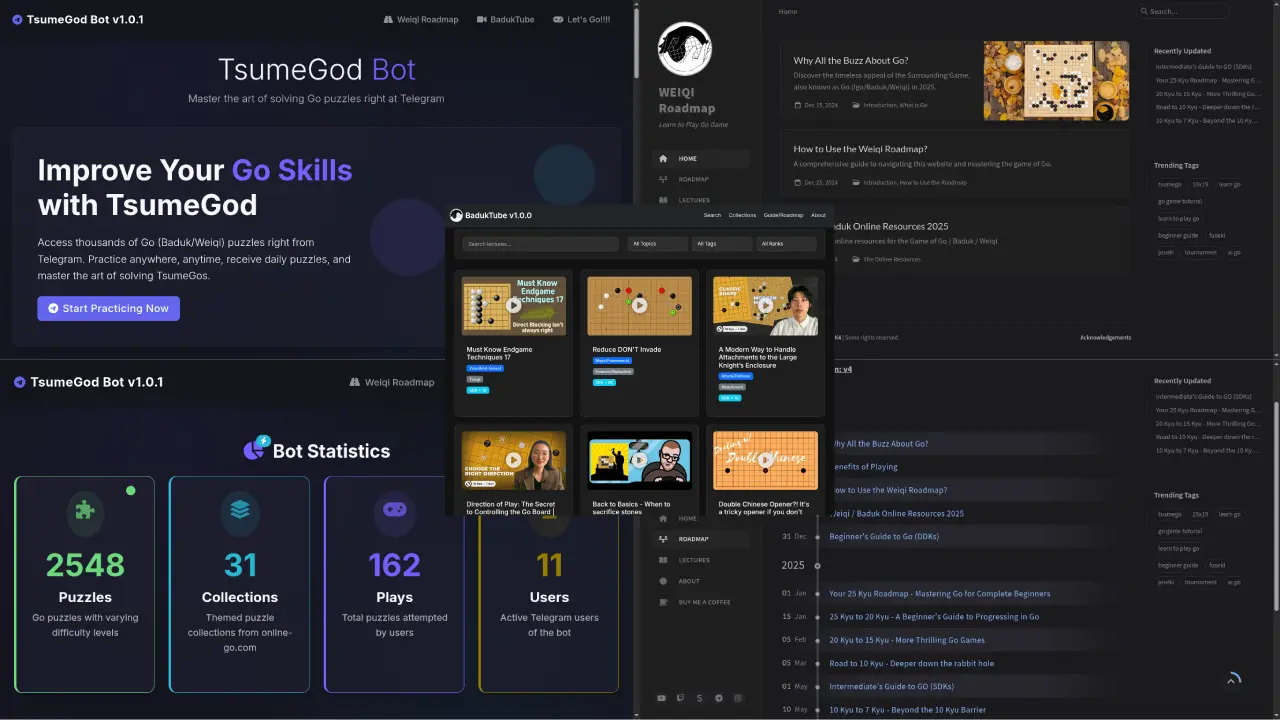 TsumeGod Bot v1.0.1
Weiqi Roadmap
BadukTube
Let's Go!!!!
TsumeGod Bot
Master the art of solving Go puzzles right at Telegram
Improve Your Go Skills
with TsumeGod
Access thousands of Go (Baduk/Weiqi) puzzles right from
Telegram. Practice anywhere, anytime, receive daily puzzles, and
master the art of solving TsumeGos.
Start Practicing Now
WEIQI
Roadmap
Learn to Play Go Game
HOME
ROADMAP
LECTURES
Home
Search...
Why All the Buzz About Go?
Discover the timeless appeal of the Surrounding Game,
also known as Go (Igo/Baduk/Weiqi) in 2025.
Dec 15, 2024
Introduction, What is Go
How to Use the Weiqi Roadmap?
A comprehensive guide to navigating this website and mastering the game of Go.
Dec 25, 2024
Introduction, How to Use the Roadmap
duk Online Resources 2025
online resources for the Game of Go / Baduk / Weiqi
The Online Resources
Some rights reserved.
Acknowledgements
Recently Updated
Intermediate's Guide to GO (SDKs)
Your 25 Kyu Roadmap - Mastering G...
20 Kyu to 15 Kyu - More Thrilling Go...
Road to 10 Kyu - Deeper down the r...
10 Kyu to 7 Kyu - Beyond the 10 Ky...
Trending Tags
tsumego
13x13
learn go
go game tutorial
learn to play go
beginner guide
fuseki
joseki
tournament
ai go
BadukTube v1.0.0
Search
Collections
Guide/Roadmap
About
Search lectures...
All Topics
All Tags
All Ranks
Must Know
Endgame
Techniques 17
Direct Blocking isn't
always right
Must Know Endgame
Techniques 17
Reduce DON'T Invade
CLASSIC
SHAPE
A Modern Way to Handle
Attachments to the Large
Knight's Enclosure
CHOOSE THE
RIGHT DIRECTION
Direction of Play: The Secret
to Controlling the Go Board |
Back to Basics - When to
sacrifice stones
Double Chinese Opener?! It's
a tricky opener if you don't
TsumeGod Bot v1.0.1
Weiqi Roadmap
Bot Statistics
2548
Puzzles
Go puzzles with varying
difficulty levels
31
Collections
Themed puzzle
collections from online-
go.com
162
Plays
Total puzzles attempted
by users
11
Users
Active Telegram users
of the bot
HOME
ROADMAP
LECTURES
ABOUT
BUY ME A COFFEE
n: v4
hy All the Buzz About Go?
enefits of Playing
ow to Use the Weiqi Roadmap?
Weiqi / Baduk Online Resources 2025
31 Dec
Beginner's Guide to Go (DDKs)
2025
01 Jan
Your 25 Kyu Roadmap - Mastering Go for Complete Beginners
15 Jan
25 Kyu to 20 Kyu - A Beginner's Guide to Progressing in Go
05 Feb
20 Kyu to 15 Kyu - More Thrilling Go Games
05 Mar
Road to 10 Kyu - Deeper down the rabbit hole
01 May
Intermediate's Guide to GO (SDKs)
10 May
10 Kyu to 7 Kyu - Beyond the 10 Kyu Barrier
Recently Updated
Intermediate's Guide to GO (SDKs)
Your 25 Kyu Roadmap - Mastering G...
20 Kyu to 15 Kyu - More Thrilling Go...
Road to 10 Kyu - Deeper down the r...
10 Kyu to 7 Kyu - Beyond the 10 Ky...
Trending Tags
tsumego
13x13
learn go
go game tutorial
learn to play go
beginner guide
fuseki
joseki
tournament
ai go